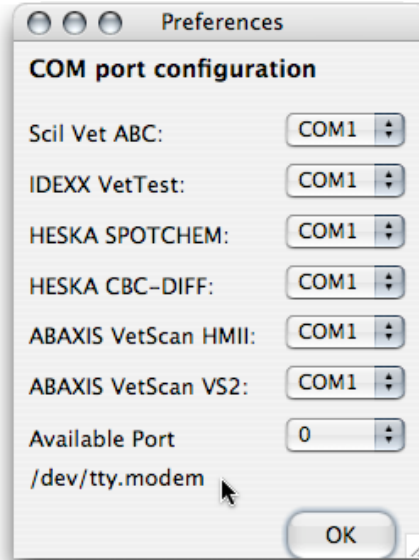 Preferences
COM port configuration
Scil Vet ABC: COM1
IDEXX VetTest: COM1
HESKA SPOTCHEM: COM1
HESKA CBC-DIFF: COM1
ABAXIS VetScan HMII: COM1
ABAXIS VetScan VS2: COM1
Available Port 0
/dev/tty.modem
OK